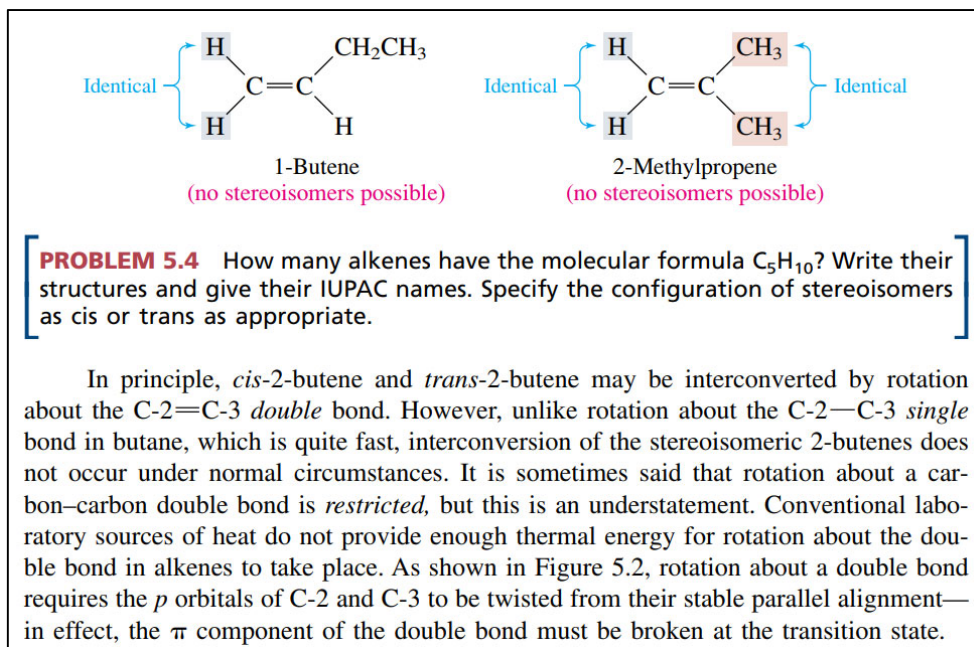 H CH₂CH₃ H CH₃
Identical C=C Identical C=C Identical
H H H CH₃
1-Butene 2-Methylpropene
(no stereoisomers possible) (no stereoisomers possible)
PROBLEM 5.4 How many alkenes have the molecular formula C₅H₁₀? Write their
structures and give their IUPAC names. Specify the configuration of stereoisomers
as cis or trans as appropriate.
In principle, cis-2-butene and trans-2-butene may be interconverted by rotation
about the C-2=C-3 double bond. However, unlike rotation about the C-2—C-3 single
bond in butane, which is quite fast, interconversion of the stereoisomeric 2-butenes does
not occur under normal circumstances. It is sometimes said that rotation about a car-
bon–carbon double bond is restricted, but this is an understatement. Conventional labo-
ratory sources of heat do not provide enough thermal energy for rotation about the dou-
ble bond in alkenes to take place. As shown in Figure 5.2, rotation about a double bond
requires the p orbitals of C-2 and C-3 to be twisted from their stable parallel alignment—
in effect, the π component of the double bond must be broken at the transition state.